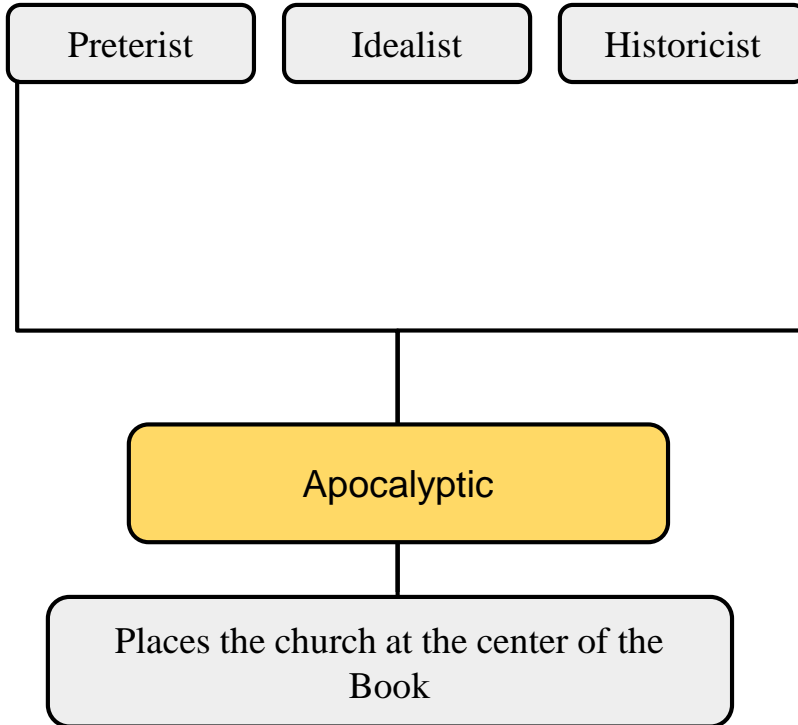 Preterist
Idealist
Historicist
Apocalyptic
Places the church at the center of the
Book